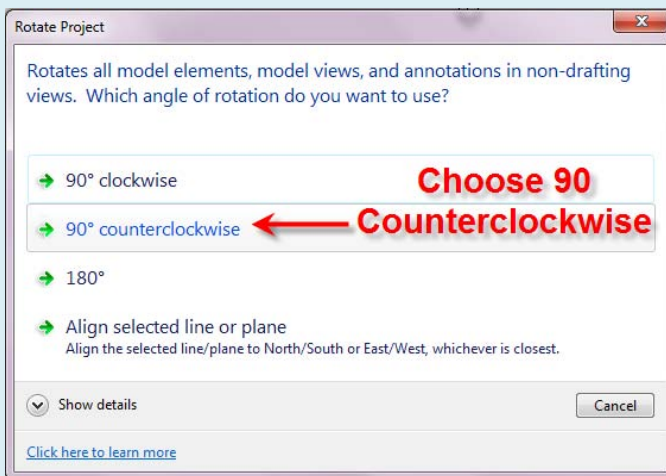 Rotate Project
Rotates all model elements, model views, and annotations in non-drafting
views. Which angle of rotation do you want to use?
90° clockwise
Choose 90
90° counterclockwise
Counterclockwise
180°
Align selected line or plane
Align the selected line/plane to North/South or East/West, whichever is closest.
Show details
Cancel
Click here to learn more